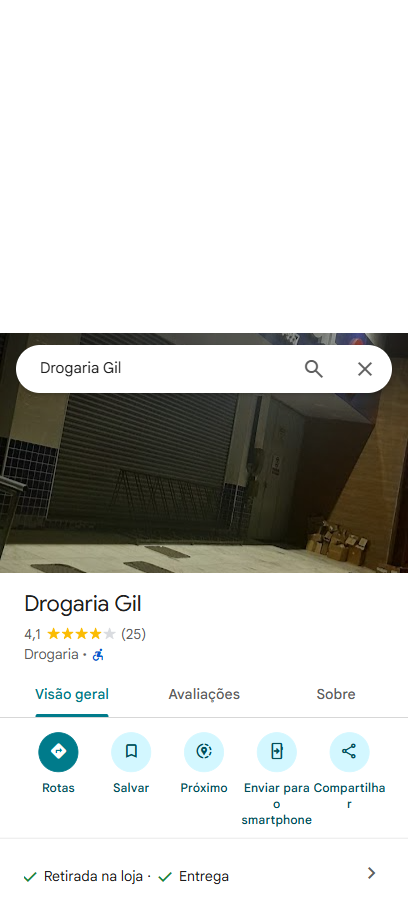 Drogaria Gil
Drogaria Gil
4,1 (25)
Drogaria ·
Visão geral Avaliações Sobre
Rotas Salvar Próximo Enviar para o smartphone Compartilhar
Retirada na loja · Entrega